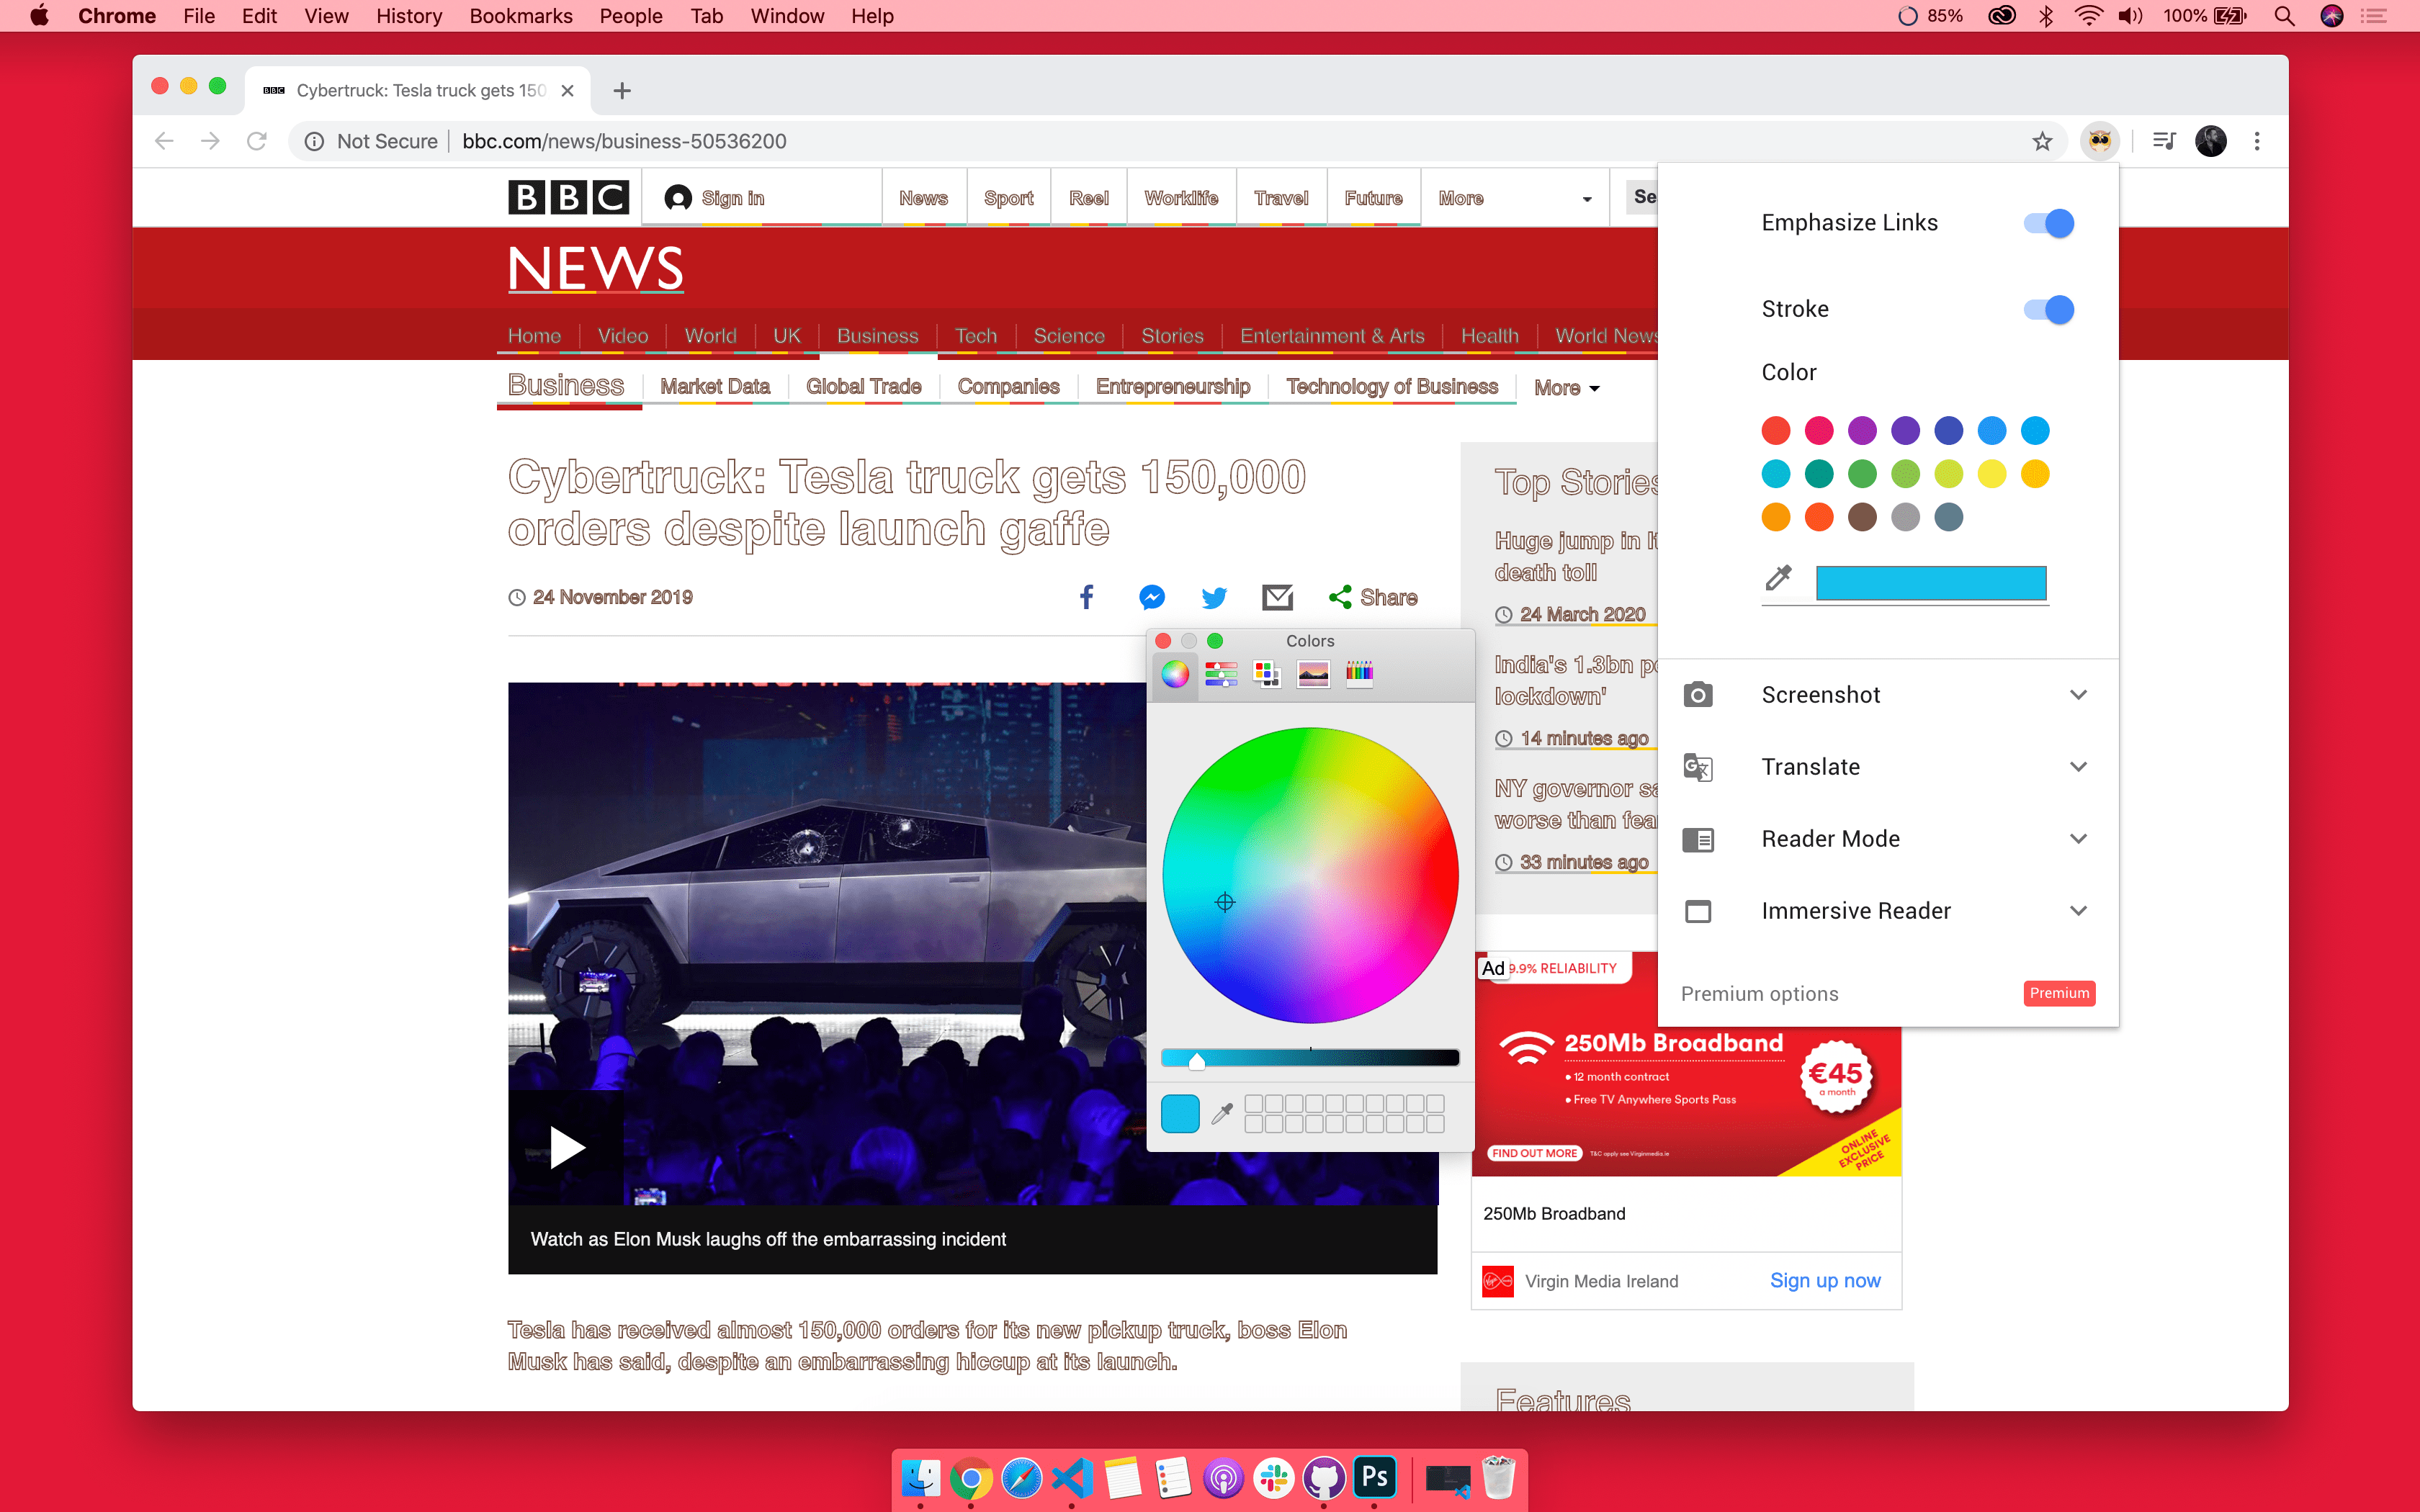 Chrome File Edit View History Bookmarks People Tab Window Help
85% 100%
BBC Cybertruck: Tesla truck gets 150
Not Secure bbc.com/news/business-50536200
BBC Sign in News Sport Reel Worklife Travel Future More Se
NEWS
Home Video World UK Business Tech Science Stories Entertainment & Arts Health World News
Business Market Data Global Trade Companies Entrepreneurship Technology of Business More
Cybertruck: Tesla truck gets 150,000
orders despite launch gaffe
24 November 2019
Share
Watch as Elon Musk laughs off the embarrassing incident
Tesla has received almost 150,000 orders for its new pickup truck, boss Elon
Musk has said, despite an embarrassing hiccup at its launch.
Top Stories
Huge jump in
death toll
24 March 2020
India's 1.3bn
lockdown'
14 minutes ago
NY governor
worse than
33 minutes ago
Ad
9.9% RELIABILITY
250Mb Broadband
• 12 month contract
• Free TV Anywhere Sports Pass
€45
a month
FIND OUT MORE T&C apply see Virginmedia.ie
ONLINE
EXCLUSIVE
PRICE
250Mb Broadband
Virgin Media Ireland Sign up now
Features
Colors
Emphasize Links
Stroke
Color
Screenshot
Translate
Reader Mode
Immersive Reader
Premium options Premium
Ps